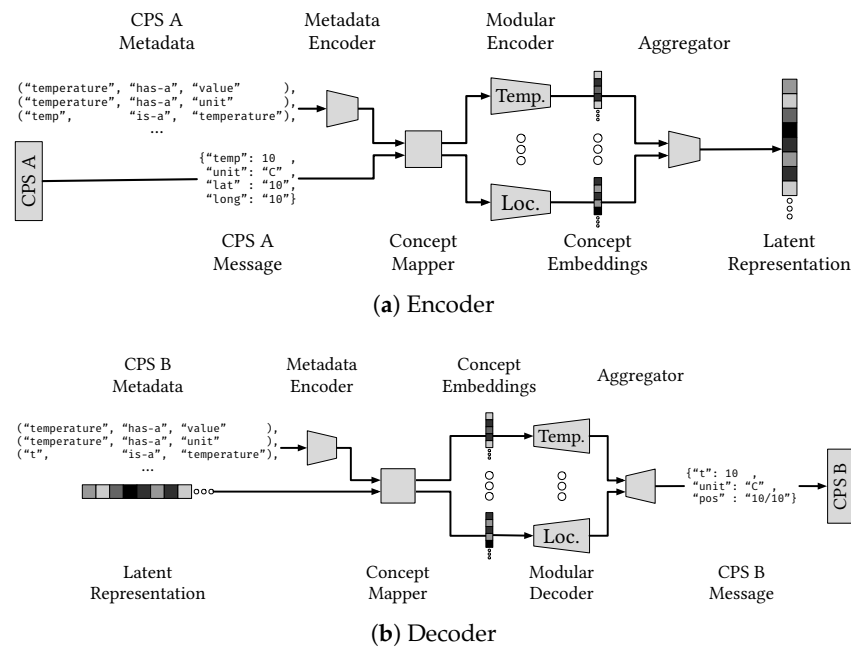 CPS A
Metadata
Metadata
Encoder
Modular
Encoder
Aggregator
("temperature", "has-a", "value" ),
("temperature", "has-a", "unit" ),
("temp", "is-a", "temperature"),
...
Temp.
CPS A
{"temp": 10 ,
"unit": "C" ,
"lat" : "10",
"long": "10"}
Loc.
CPS A
Message
Concept
Mapper
Concept
Embeddings
Latent
Representation
(a) Encoder
CPS B
Metadata
Metadata
Encoder
Concept
Embeddings
Aggregator
("temperature", "has-a", "value" ),
("temperature", "has-a", "unit" ),
("t", "is-a", "temperature"),
...
Temp.
{"t": 10 ,
"unit": "C" ,
"pos" : "10/10"}
CPS B
Loc.
Latent
Representation
Concept
Mapper
Modular
Decoder
CPS B
Message
(b) Decoder